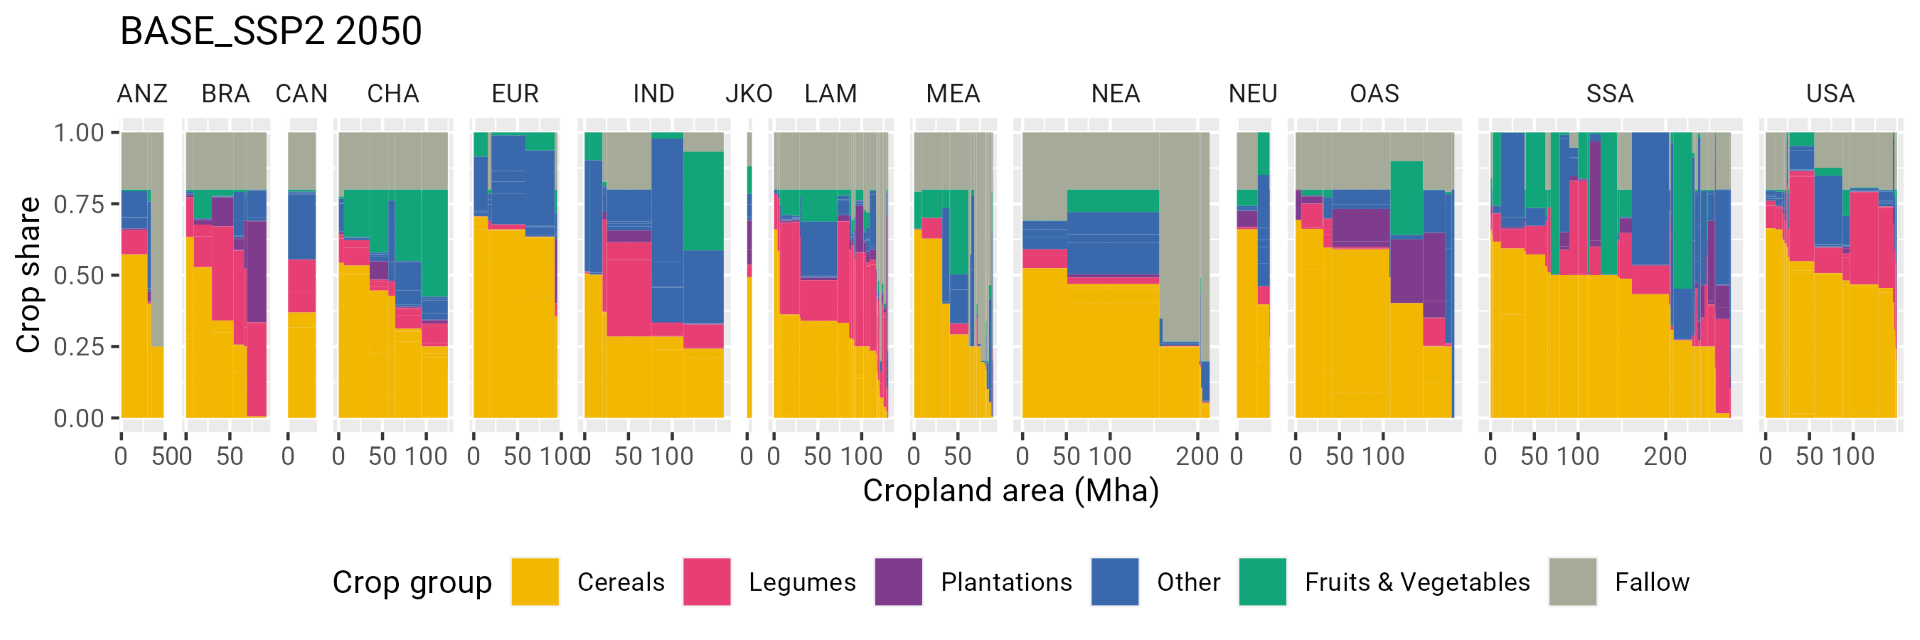 BASE_SSP2 2050
ANZ BRA CAN CHA EUR IND JKO LAM MEA NEA NEU OAS SSA USA
Crop share
1.00
0.75
0.50
0.25
0.00
0 50 0 50 0 0 50 100 0 50 100 0 50 100 0 0 50 100 0 50 0 50 100 200 0 0 50 100 0 50 100 200 0 50 100
Cropland area (Mha)
Crop group Cereals Legumes Plantations Other Fruits & Vegetables Fallow